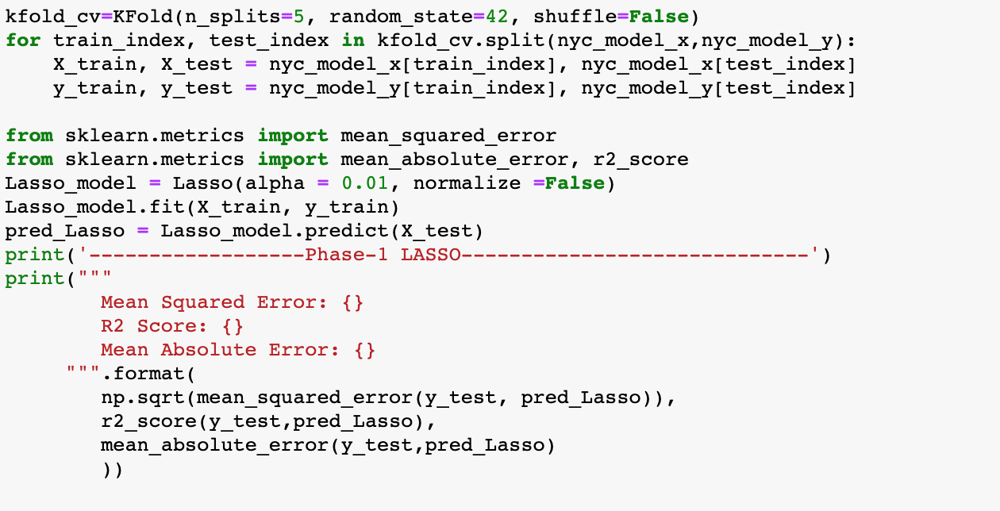 kfold_cv=KFold(n_splits=5, random_state=42, shuffle=False)
for train_index, test_index in kfold_cv.split(nyc_model_x,nyc_model_y):
    X_train, X_test = nyc_model_x[train_index], nyc_model_x[test_index]
    y_train, y_test = nyc_model_y[train_index], nyc_model_y[test_index]

from sklearn.metrics import mean_squared_error
from sklearn.metrics import mean_absolute_error, r2_score
Lasso_model = Lasso(alpha = 0.01, normalize =False)
Lasso_model.fit(X_train, y_train)
pred_Lasso = Lasso_model.predict(X_test)
print('------------------Phase-1 LASSO-----------------------------')
print("""
        Mean Squared Error: {}
        R2 Score: {}
        Mean Absolute Error: {}
     """.format(
        np.sqrt(mean_squared_error(y_test, pred_Lasso)),
        r2_score(y_test,pred_Lasso),
        mean_absolute_error(y_test,pred_Lasso)
        ))